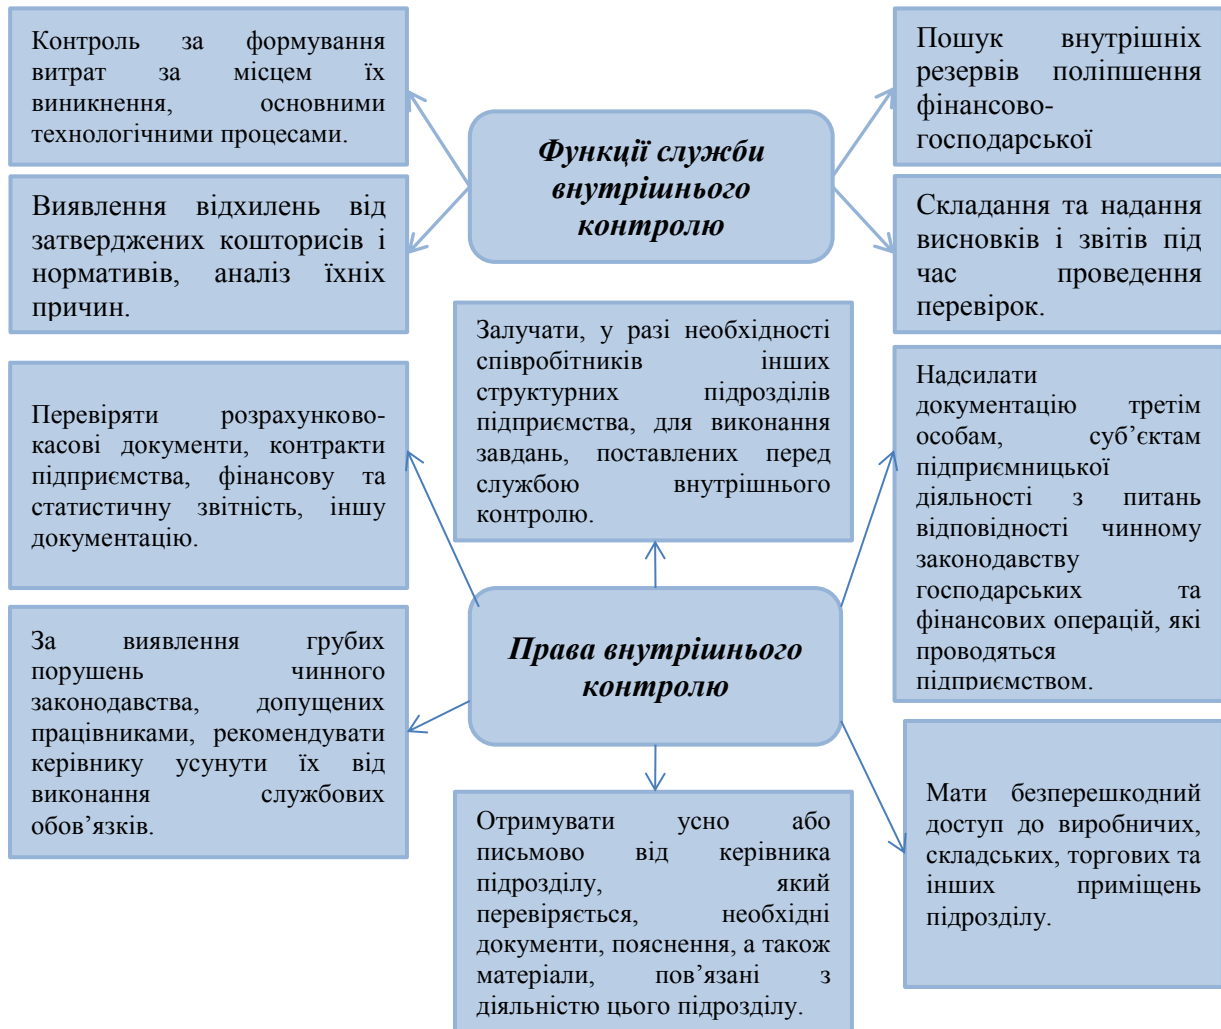 Контроль за формування
витрат за місцем їх
виникнення, основними
технологічними процесами.
Виявлення відхилень від
затверджених кошторисів і
нормативів, аналіз їхніх
причин.
Функції служби
внутрішнього
контролю
Пошук внутрішніх
резервів поліпшення
фінансово-
господарської
Складання та надання
висновків і звітів під
час проведення
перевірок.
Залучати, у разі необхідності
співробітників інших
структурних підрозділів
підприємства, для виконання
завдань, поставлених перед
службою внутрішнього
контролю.
Перевіряти розрахунково-
касові документи, контракти
підприємства, фінансову та
статистичну звітність, іншу
документацію.
Надсилати
документацію третім
особам, суб’єктам
підприємницької
діяльності з питань
відповідності чинному
законодавству
господарських та
фінансових операцій, які
проводяться
підприємством.
За виявлення грубих
порушень чинного
законодавства, допущених
працівниками, рекомендувати
керівнику усунути їх від
виконання службових
обов’язків.
Права внутрішнього
контролю
Отримувати усно або
письмово від керівника
підрозділу, який
перевіряється, необхідні
документи, пояснення, а також
матеріали, пов’язані з
діяльністю цього підрозділу.
Мати безперешкодний
доступ до виробничих,
складських, торгових та
інших приміщень
підрозділу.